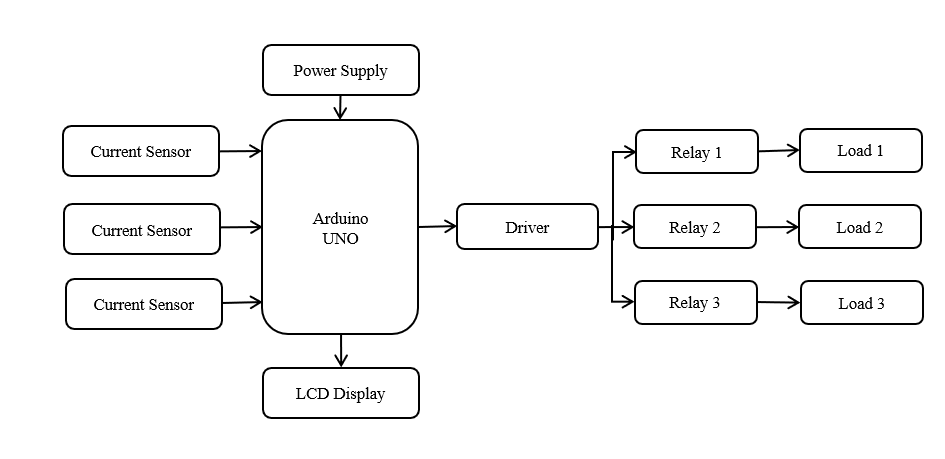 Power Supply
Current Sensor
Relay 1
Load 1
Current Sensor
Arduino
UNO
Driver
Relay 2
Load 2
Current Sensor
Relay 3
Load 3
LCD Display